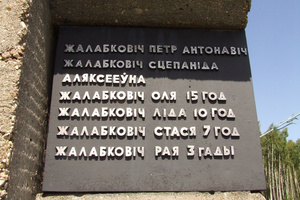 ЖАЛАБКОВІЧ ПЕТР АНТОНАВІЧ
ЖАЛАБКОВІЧ СЦЕПАНІДА
АЛЯКСЕЕЎНА
ЖАЛАБКОВІЧ ОЛЯ 15 ГОД
ЖАЛАБКОВІЧ ЛІДА 10 ГОД
ЖАЛАБКОВІЧ СТАСЯ 7 ГОД
ЖАЛАБКОВІЧ РАЯ 3 ГАДЫ